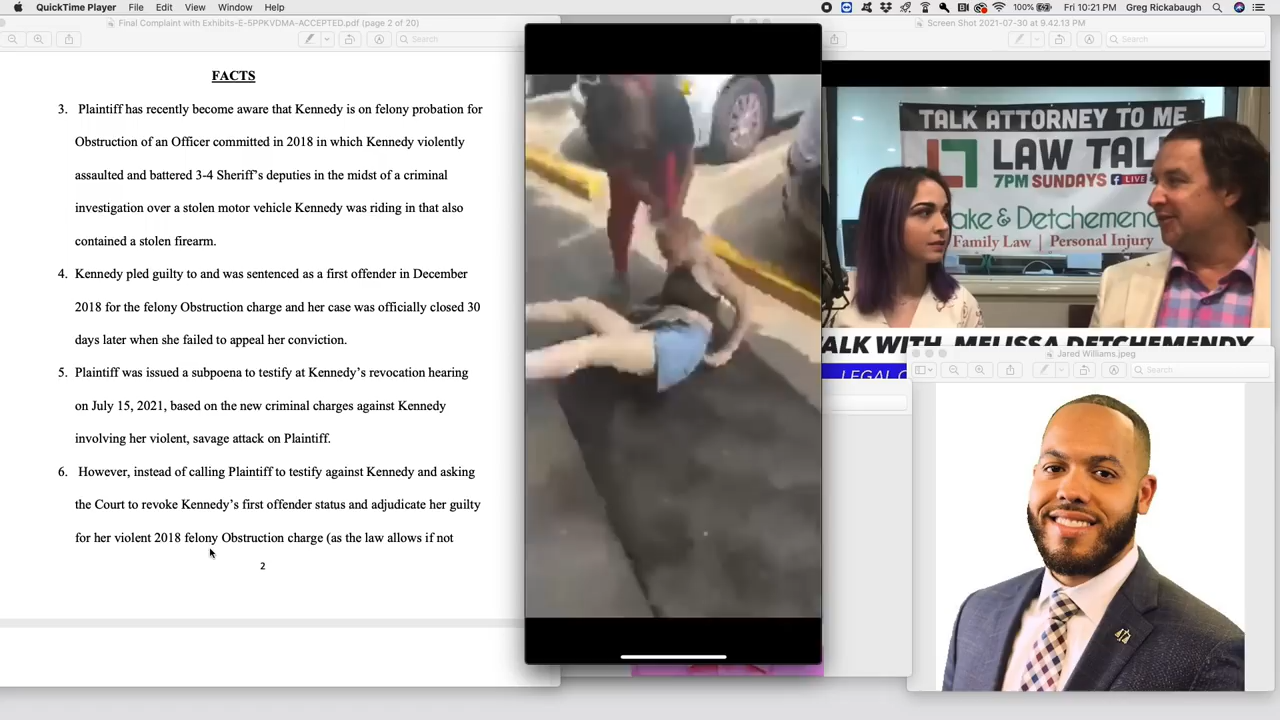 QuickTime Player File Edit View Window Help
100% Fri 10:21 PM Greg Rickabaugh
Final Complaint with Exhibits-E-5PPKVDMA-ACCEPTED.pdf (page 2 of 20)
Search
FACTS
3. Plaintiff has recently become aware that Kennedy is on felony probation for
Obstruction of an Officer committed in 2018 in which Kennedy violently
assaulted and battered 3-4 Sheriff's deputies in the midst of a criminal
investigation over a stolen motor vehicle Kennedy was riding in that also
contained a stolen firearm.
4. Kennedy pled guilty to and was sentenced as a first offender in December
2018 for the felony Obstruction charge and her case was officially closed 30
days later when she failed to appeal her conviction.
5. Plaintiff was issued a suppoena to testify at Kennedy's revocation hearing
on July 15, 2021, based on the new criminal charges against Kennedy
involving her violent, savage attack on Plaintiff.
6. However, instead of calling Plaintiff to testify against Kennedy and asking
the Court to revoke Kennedy's first offender status and adjudicate her guilty
for her violent 2018 felony Obstruction charge (as the law allows if not
2
Screen Shot 2021-07-30 at 9.42.13 PM
Search
TALK ATTORNEY TO ME
LAW TAL
7PM SUNDAYS f LIVE
ake & Detchemend
Family Law | Personal Injury
ALK WITH MELISSA DETCHEMENDY
LEGAL
Jared Williams.jpeg
Search